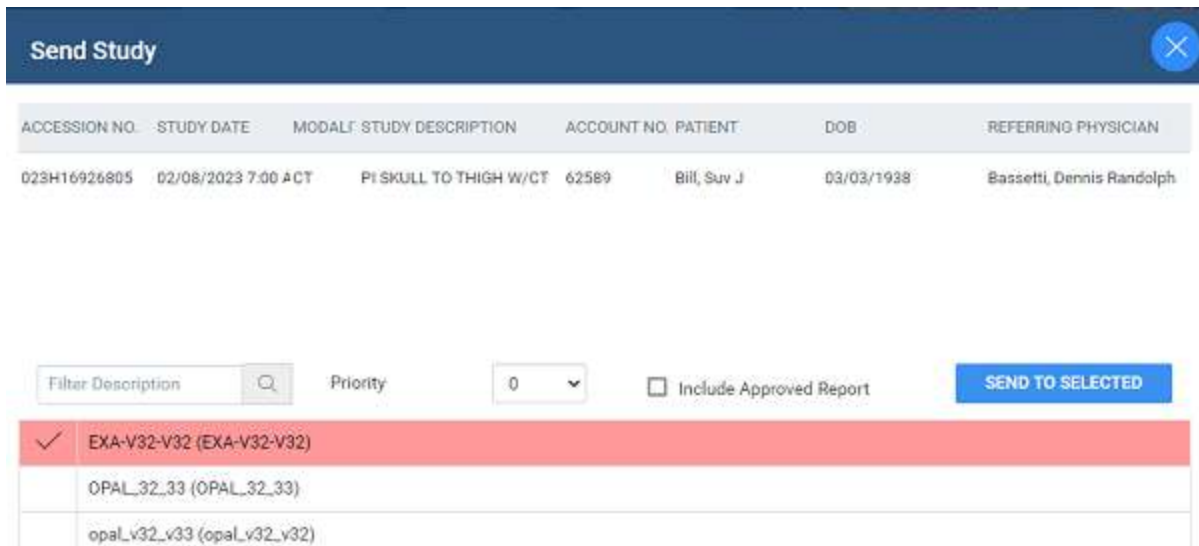 Send Study
ACCESSION NO. STUDY DATE MODALI STUDY DESCRIPTION ACCOUNT NO. PATIENT DOB REFERRING PHYSICIAN
023H16926805 02/08/2023 7:00 A CT PI SKULL TO THIGH W/CT 62589 Bill, Suv J 03/03/1938 Bassetti, Dennis Randolph
Filter Description Priority 0 Include Approved Report SEND TO SELECTED
EXA-V32-V32 (EXA-V32-V32)
OPAL_32_33 (OPAL_32_33)
opal_v32_v33 (opal_v32_v32)